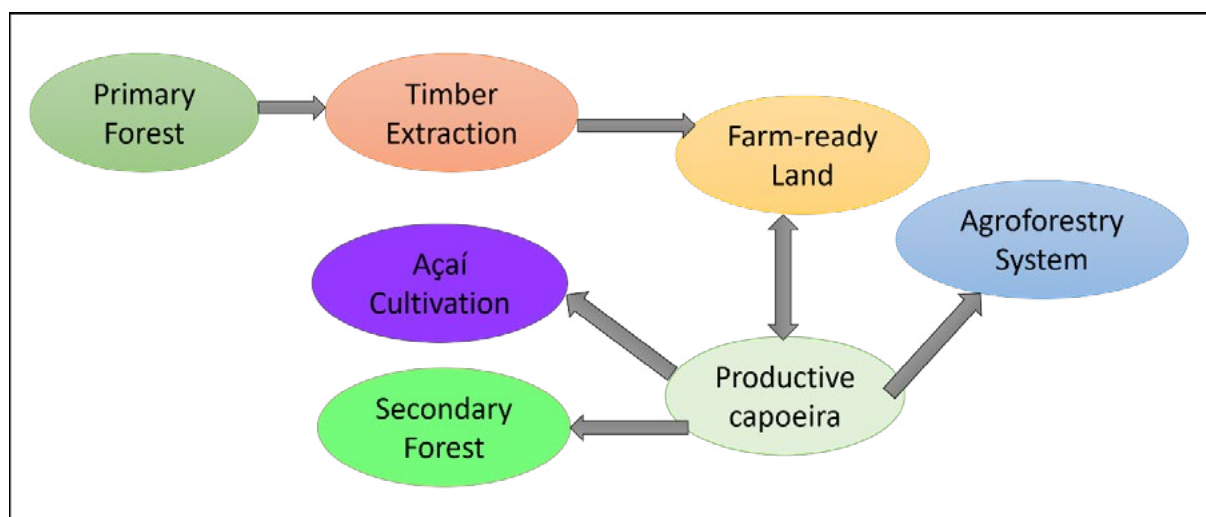 Primary
Forest
Timber
Extraction
Farm-ready
Land
Agroforestry
System
Açaí
Cultivation
Productive
capoeira
Secondary
Forest